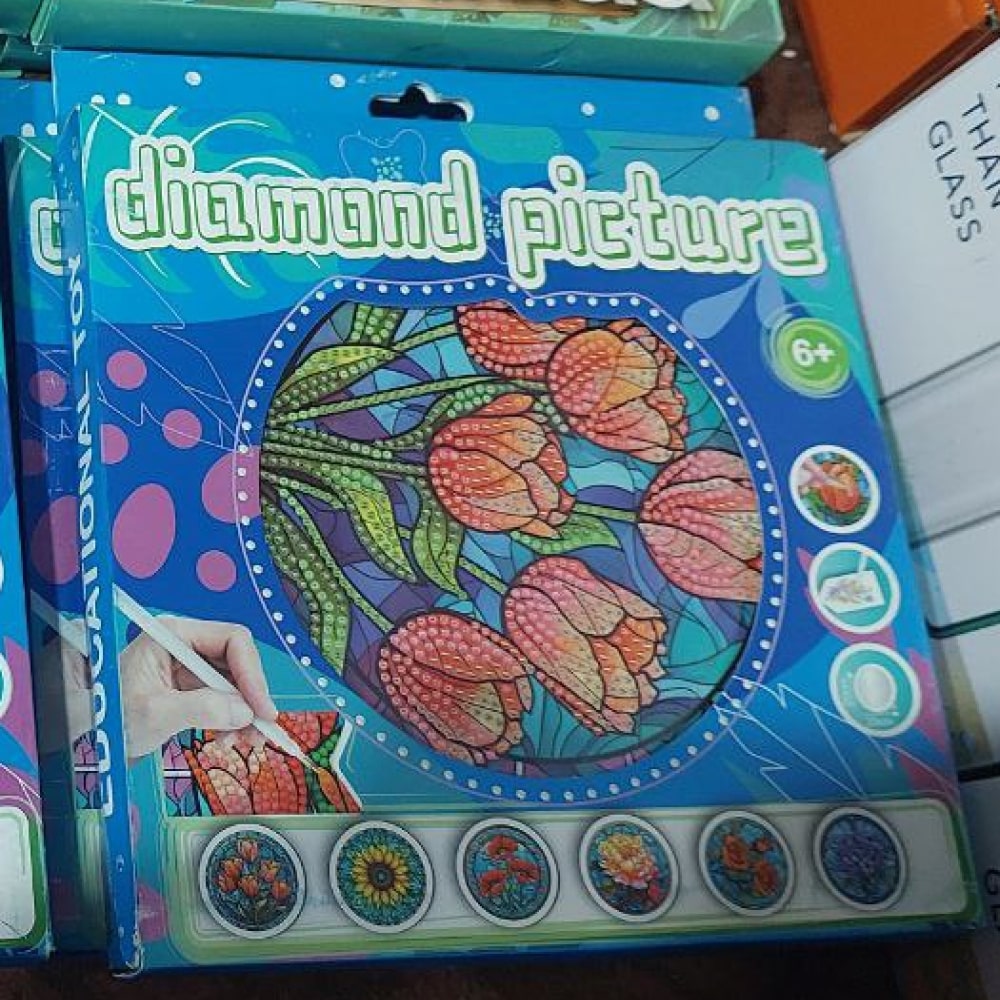 diamond picture
6+
EDUCATIONAL TOY
THAN
GLASS